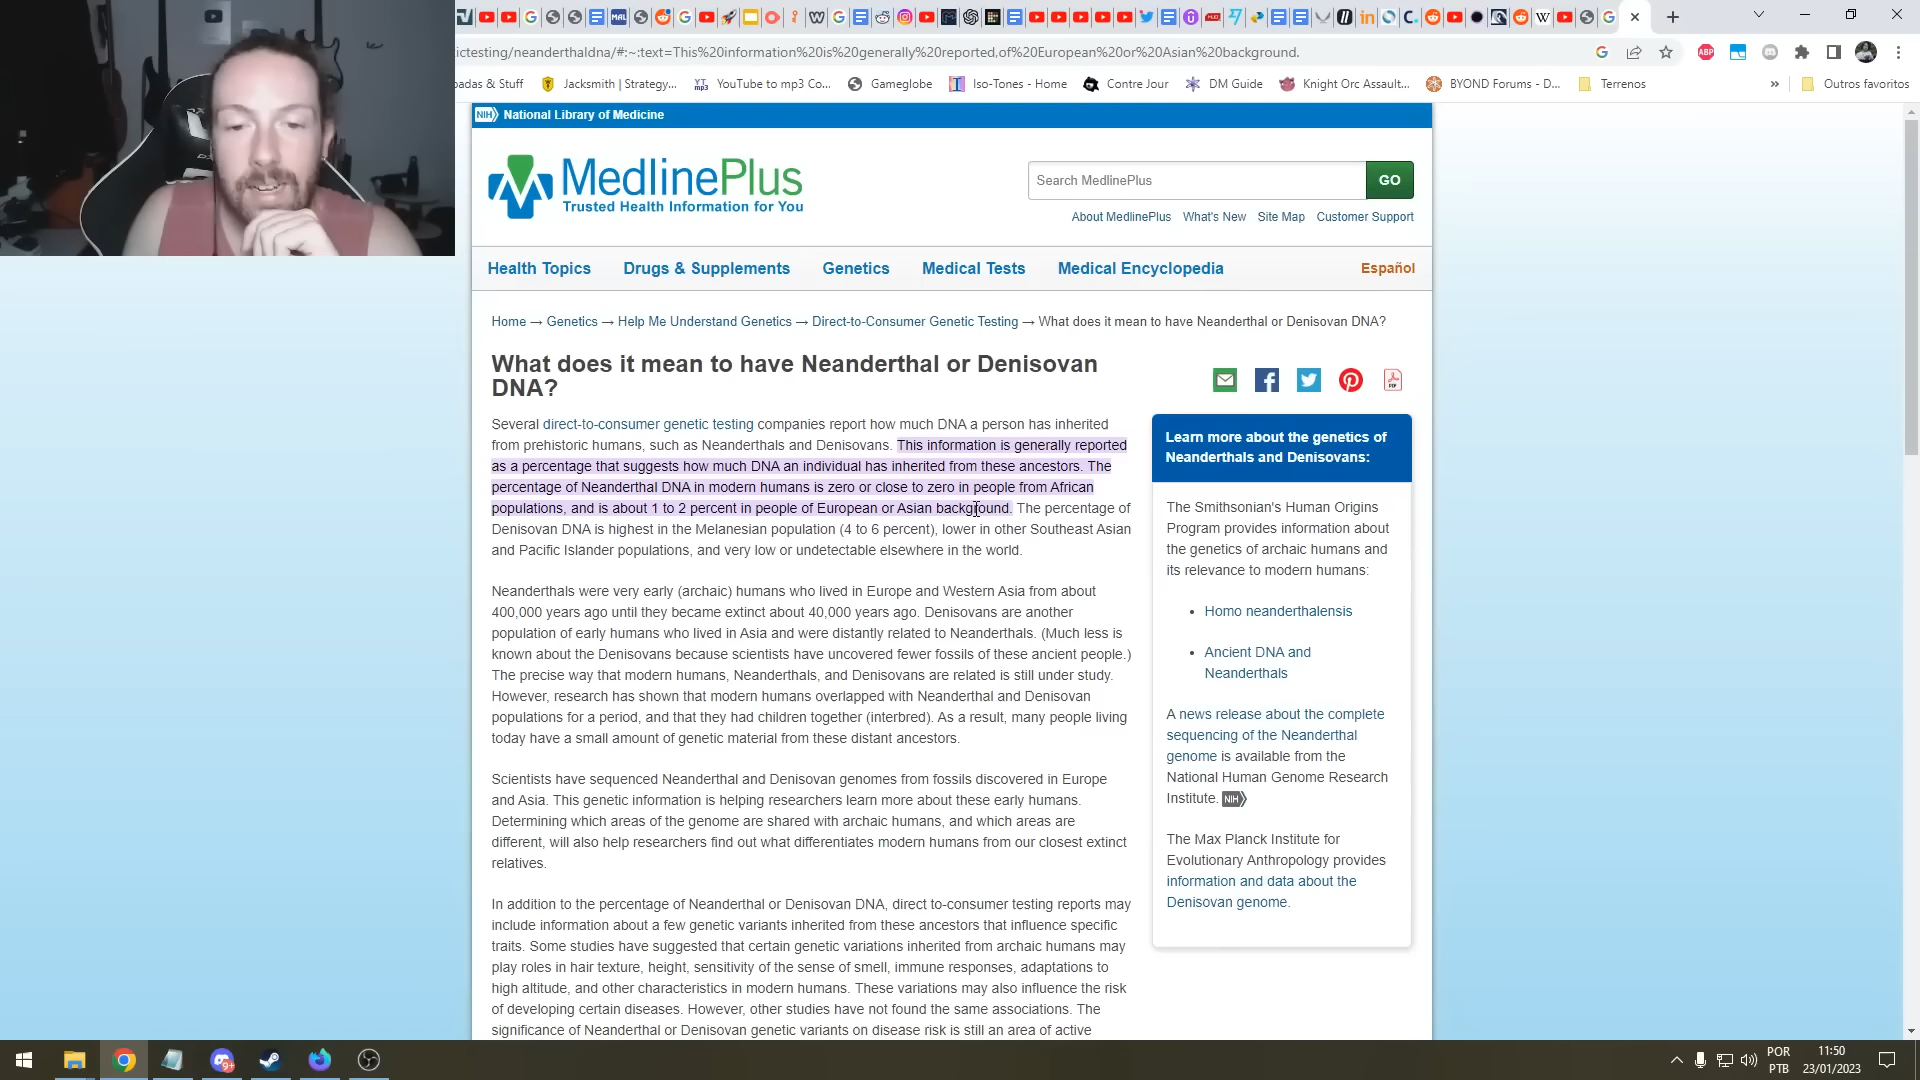 ictesting/neanderthaldna/#:~:text=This%20information%20is%20generally%20reported,of%20European%20or%20Asian%20background.
padas & Stuff
Jacksmith | Strategy...
YouTube to mp3 Co...
Gameglobe
Iso-Tones - Home
Contre Jour
DM Guide
Knight Orc Assault...
BYOND Forums - D...
Terrenos
»
Outros favoritos
NIH National Library of Medicine
MedlinePlus
Trusted Health Information for You
Search MedlinePlus
GO
About MedlinePlus What's New Site Map Customer Support
Health Topics Drugs & Supplements Genetics Medical Tests Medical Encyclopedia Español
Home → Genetics → Help Me Understand Genetics → Direct-to-Consumer Genetic Testing → What does it mean to have Neanderthal or Denisovan DNA?
What does it mean to have Neanderthal or Denisovan
DNA?
Several direct-to-consumer genetic testing companies report how much DNA a person has inherited
from prehistoric humans, such as Neanderthals and Denisovans. This information is generally reported
as a percentage that suggests how much DNA an individual has inherited from these ancestors. The
percentage of Neanderthal DNA in modern humans is zero or close to zero in people from African
populations, and is about 1 to 2 percent in people of European or Asian background. The percentage of
Denisovan DNA is highest in the Melanesian population (4 to 6 percent), lower in other Southeast Asian
and Pacific Islander populations, and very low or undetectable elsewhere in the world.
Neanderthals were very early (archaic) humans who lived in Europe and Western Asia from about
400,000 years ago until they became extinct about 40,000 years ago. Denisovans are another
population of early humans who lived in Asia and were distantly related to Neanderthals. (Much less is
known about the Denisovans because scientists have uncovered fewer fossils of these ancient people.)
The precise way that modern humans, Neanderthals, and Denisovans are related is still under study.
However, research has shown that modern humans overlapped with Neanderthal and Denisovan
populations for a period, and that they had children together (interbred). As a result, many people living
today have a small amount of genetic material from these distant ancestors.
Scientists have sequenced Neanderthal and Denisovan genomes from fossils discovered in Europe
and Asia. This genetic information is helping researchers learn more about these early humans.
Determining which areas of the genome are shared with archaic humans, and which areas are
different, will also help researchers find out what differentiates modern humans from our closest extinct
relatives.
In addition to the percentage of Neanderthal or Denisovan DNA, direct to-consumer testing reports may
include information about a few genetic variants inherited from these ancestors that influence specific
traits. Some studies have suggested that certain genetic variations inherited from archaic humans may
play roles in hair texture, height, sensitivity of the sense of smell, immune responses, adaptations to
high altitude, and other characteristics in modern humans. These variations may also influence the risk
of developing certain diseases. However, other studies have not found the same associations. The
significance of Neanderthal or Denisovan genetic variants on disease risk is still an area of active
Learn more about the genetics of
Neanderthals and Denisovans:
The Smithsonian's Human Origins
Program provides information about
the genetics of archaic humans and
its relevance to modern humans:
• Homo neanderthalensis
• Ancient DNA and
Neanderthals
A news release about the complete
sequencing of the Neanderthal
genome is available from the
National Human Genome Research
Institute. NIH
The Max Planck Institute for
Evolutionary Anthropology provides
information and data about the
Denisovan genome.
POR
PTB
11:50
23/01/2023